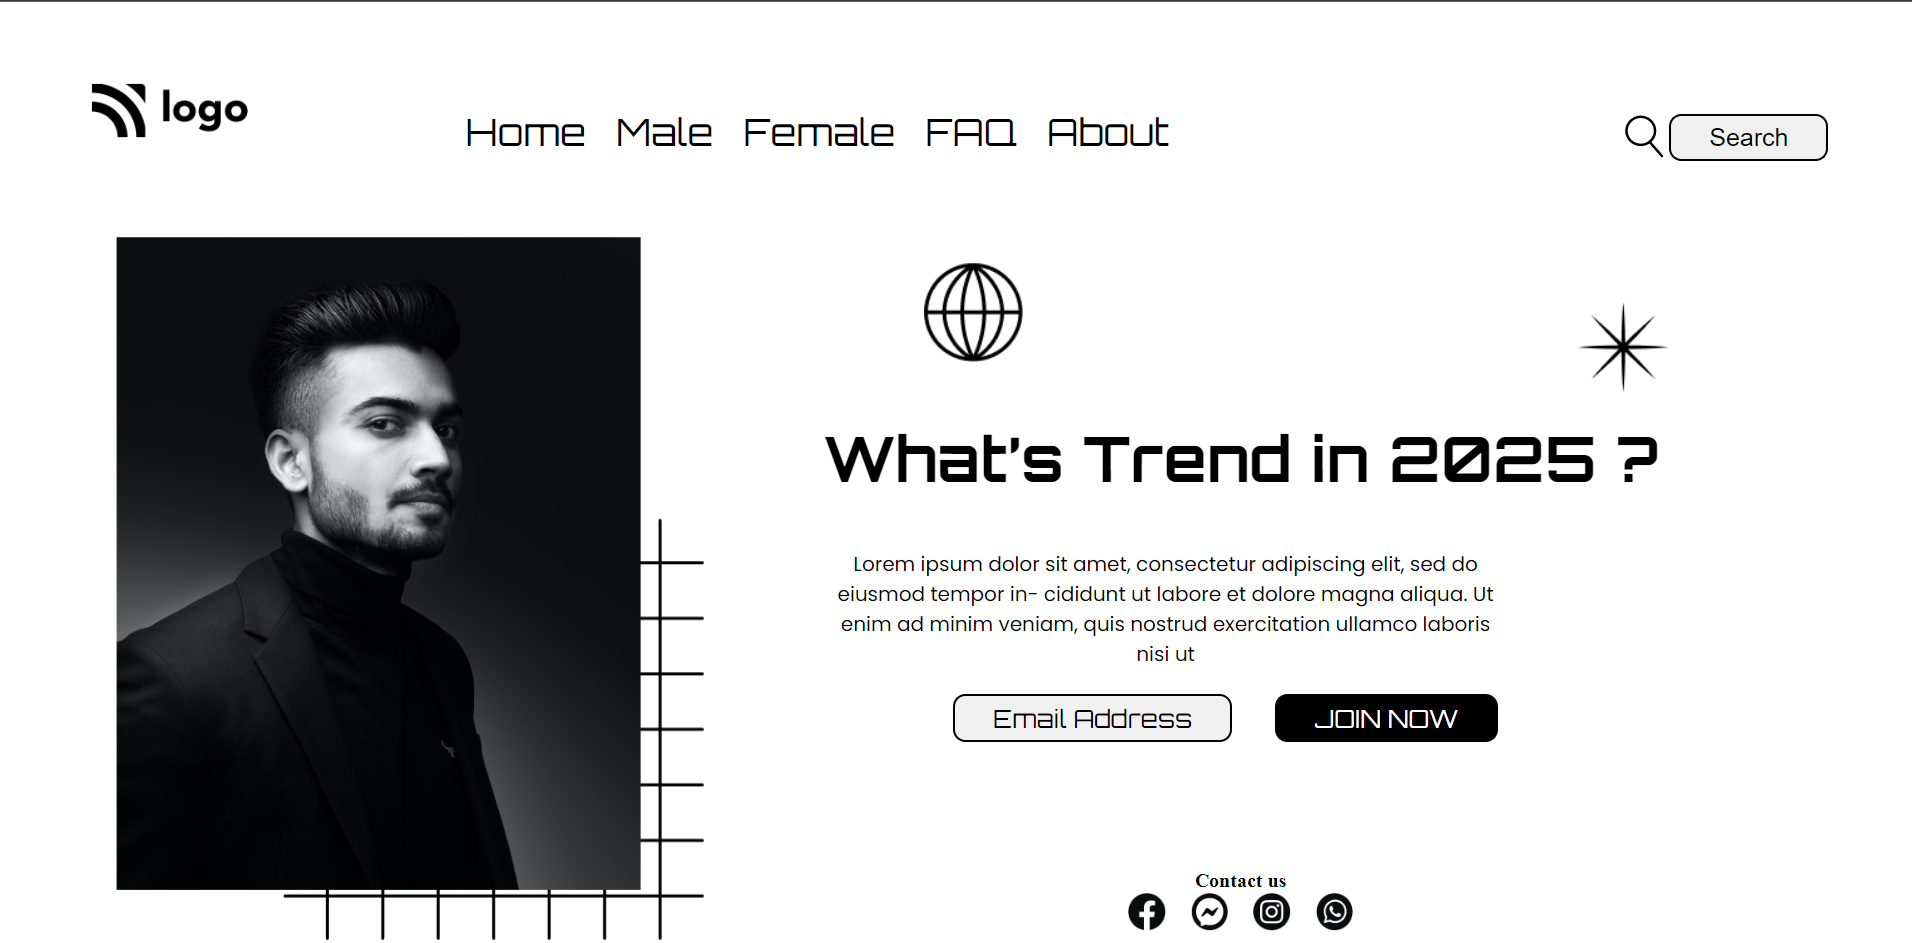 logo
Home Male Female FAQ About
Search
What's Trend in 2025 ?
Lorem ipsum dolor sit amet, consectetur adipiscing elit, sed do
eiusmod tempor in- cididunt ut labore et dolore magna aliqua. Ut
enim ad minim veniam, quis nostrud exercitation ullamco laboris
nisi ut
Email Address JOIN NOW
Contact us